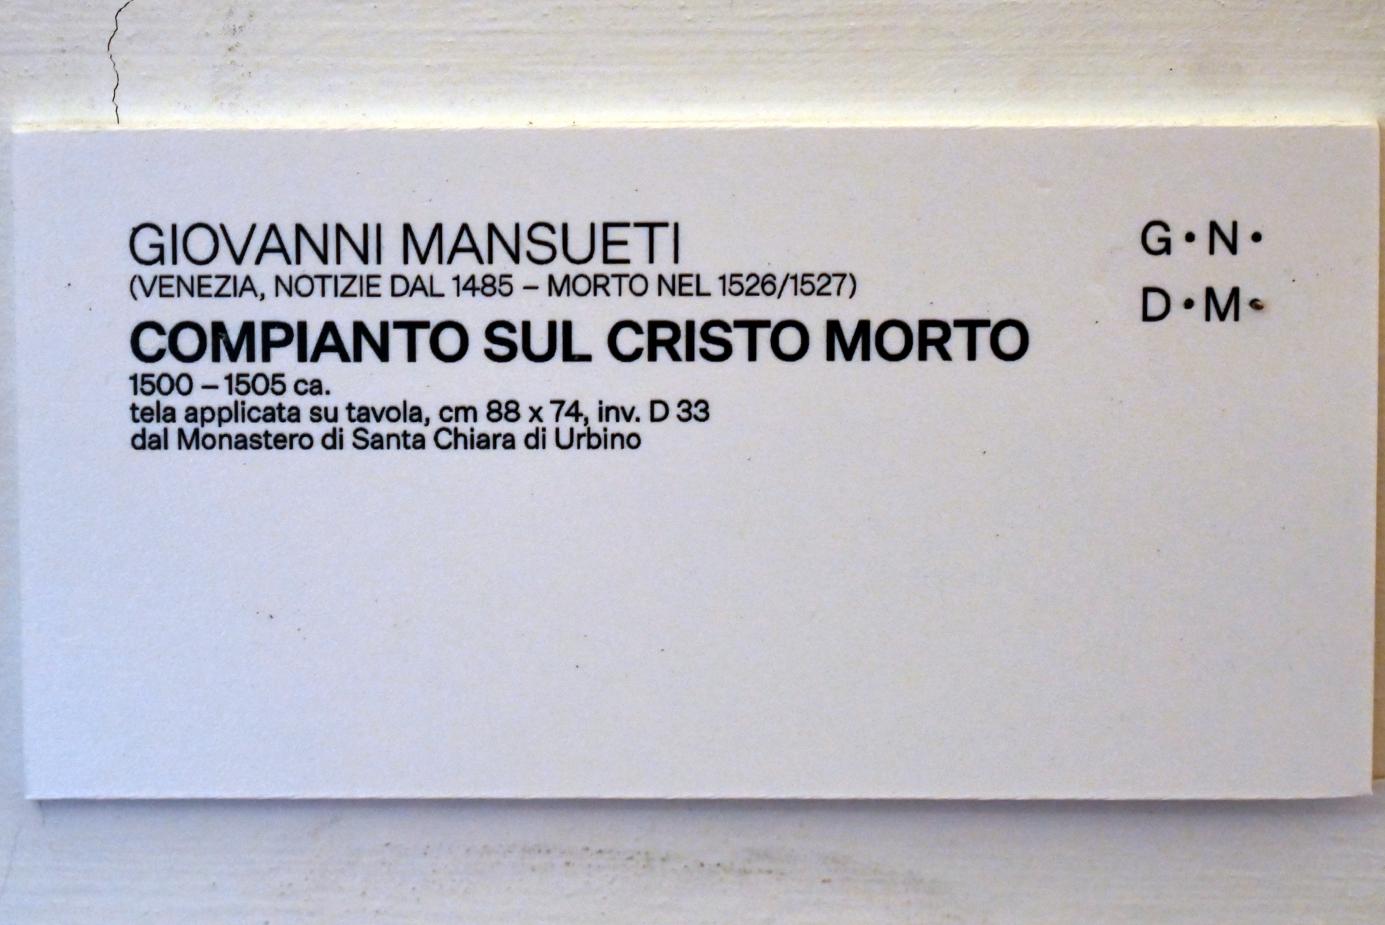 GIOVANNI MANSUETI
(VENEZIA, NOTIZIE DAL 1485 – MORTO NEL 1526/1527)
COMPIANTO SUL CRISTO MORTO
1500 – 1505 ca.
tela applicata su tavola, cm 88 x 74, inv. D 33
dal Monastero di Santa Chiara di Urbino
G • N •
D • M •